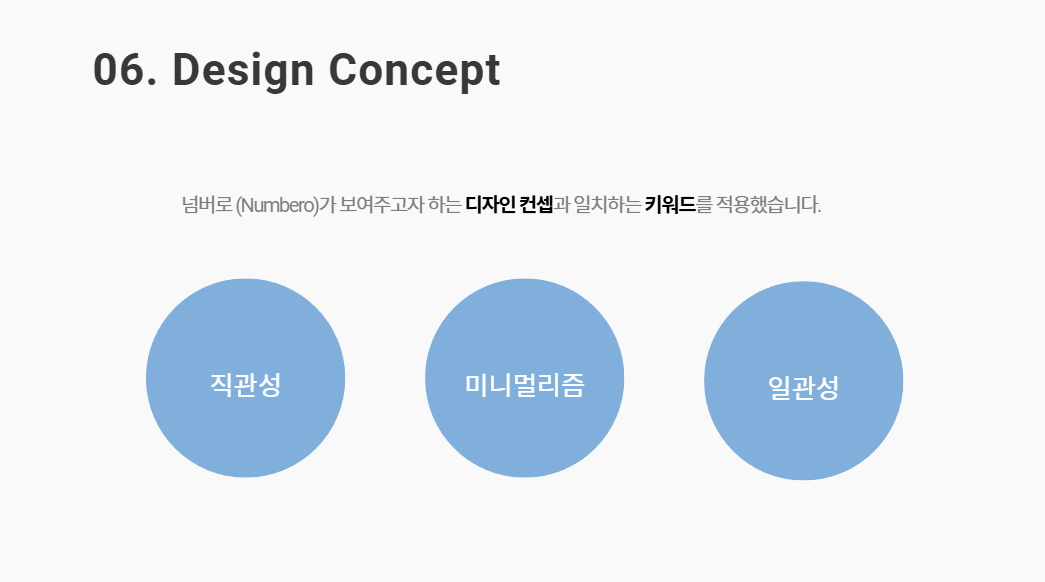 06. Design Concept
넘버로 (Numbero)가 보여주고자 하는 디자인 컨셉과 일치하는 키워드를 적용했습니다.
직관성
미니멀리즘
일관성